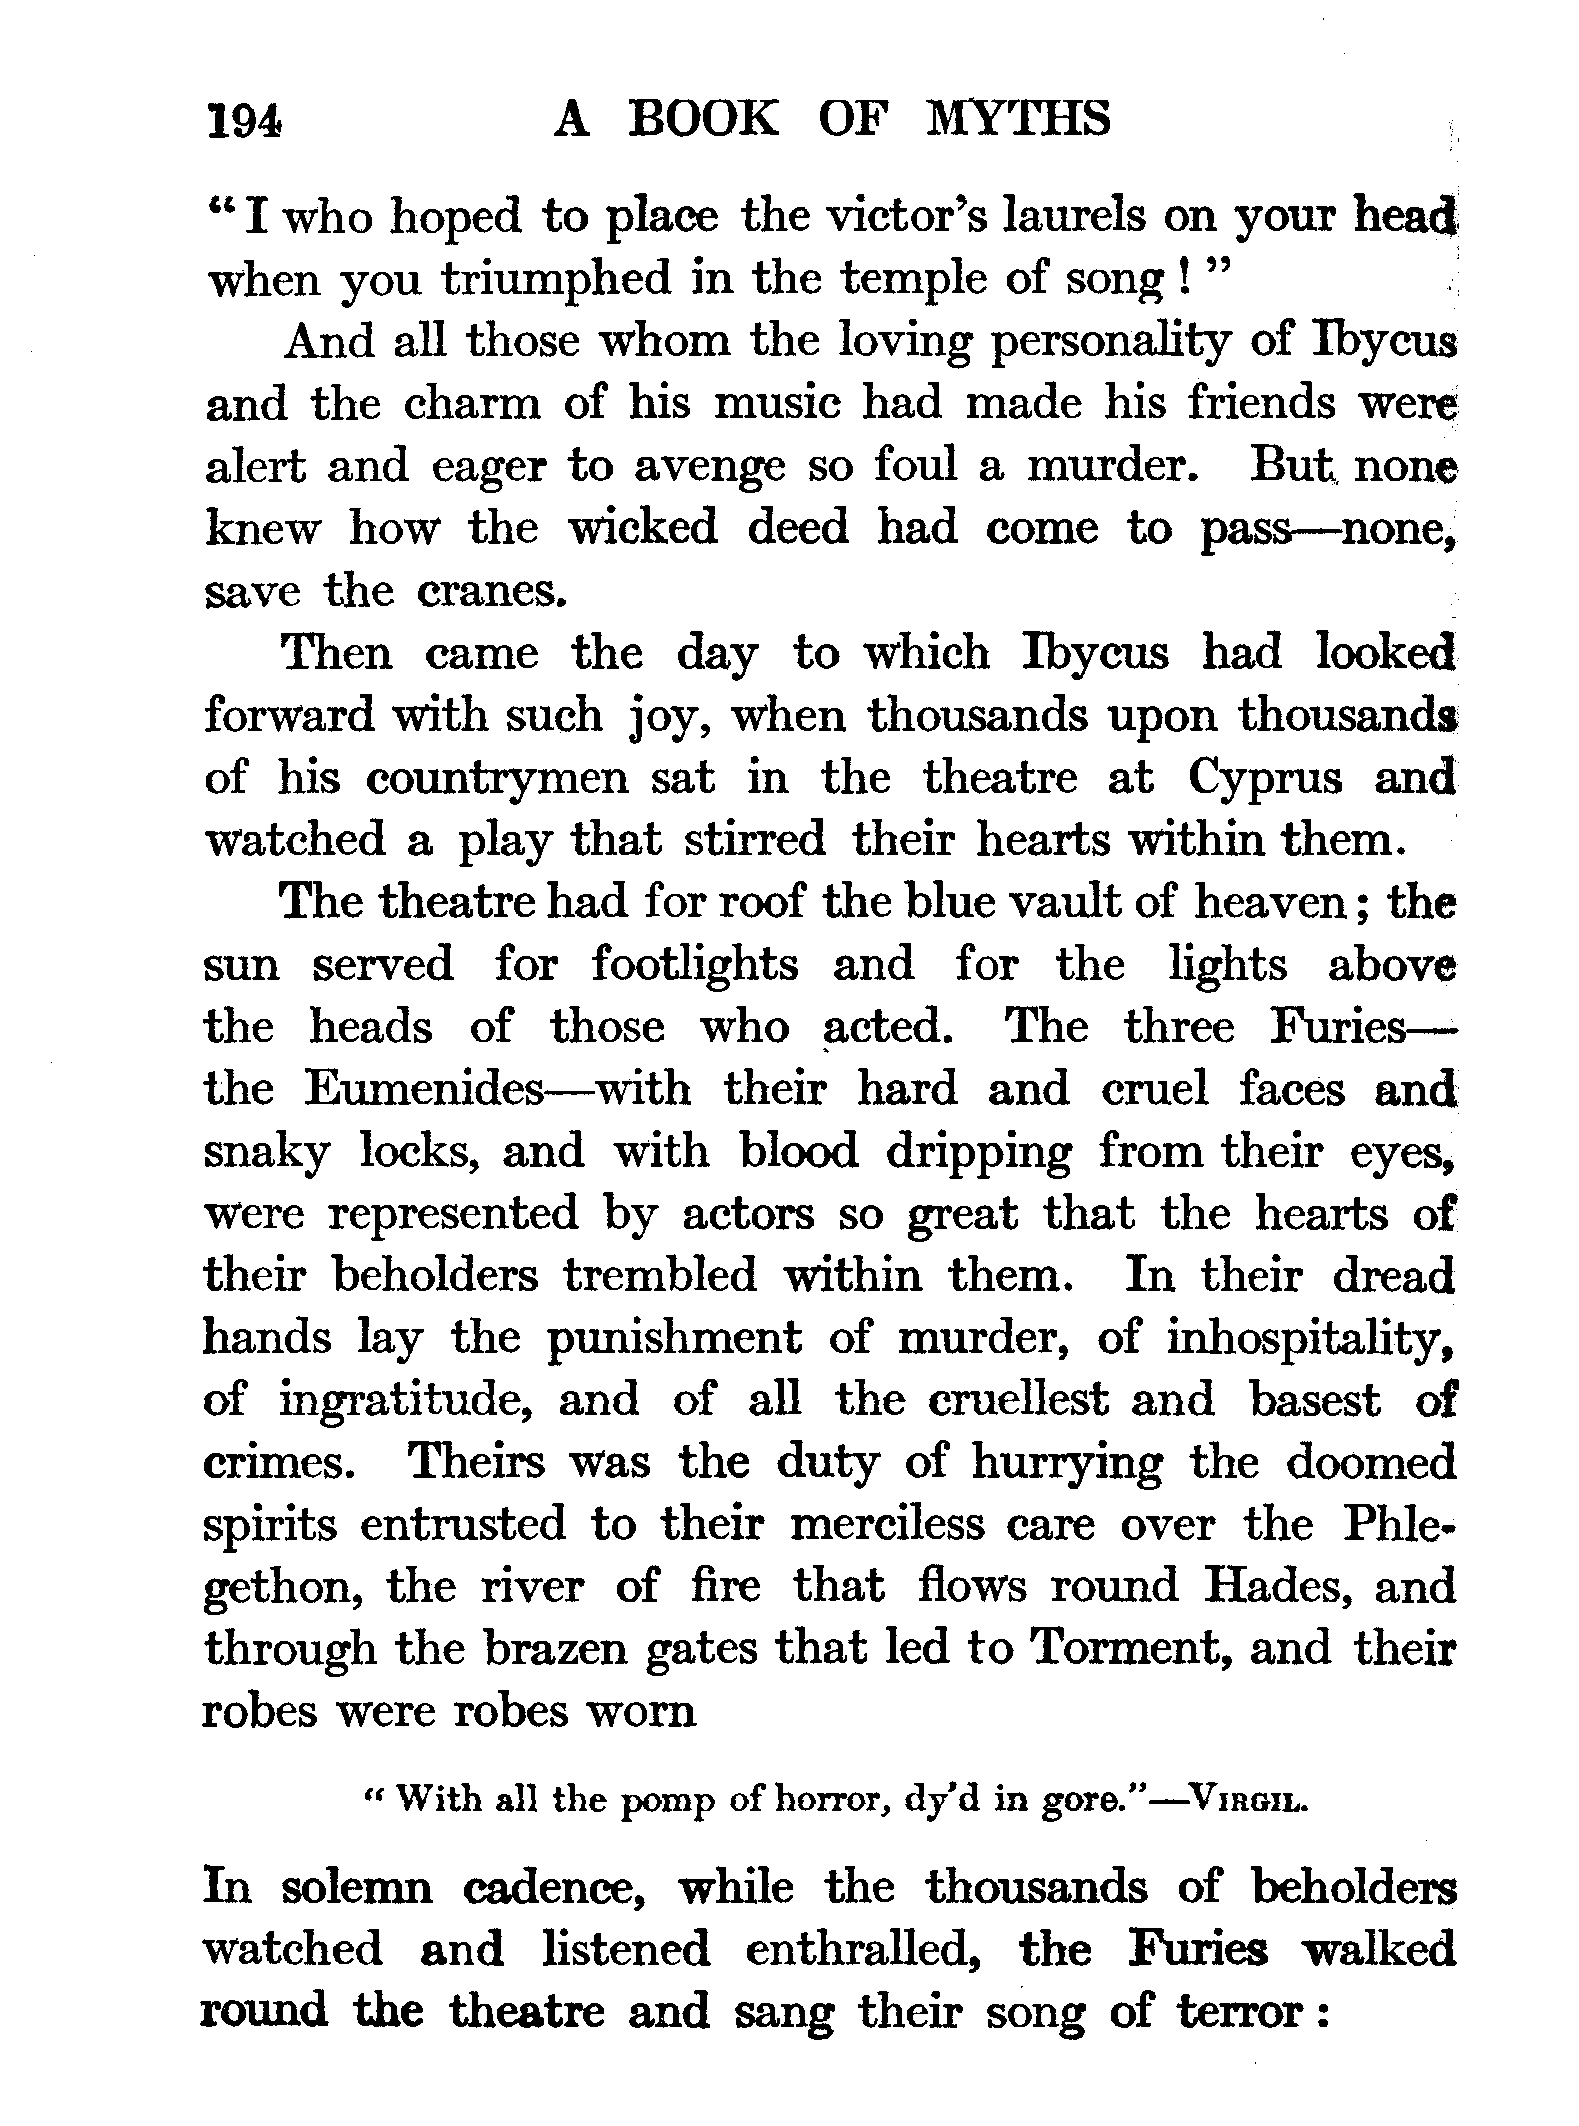 194 A BOOK OF MYTHS
“I who hoped to place the victor’s laurels on your head
when you triumphed in the temple of song!”
And all those whom the loving personality of Ibycus
and the charm of his music had made his friends were
alert and eager to avenge so foul a murder. But none
knew how the wicked deed had come to pass—none,
save the cranes.
Then came the day to which Ibycus had looked
forward with such joy, when thousands upon thousands
of his countrymen sat in the theatre at Cyprus and
watched a play that stirred their hearts within them.
The theatre had for roof the blue vault of heaven; the
sun served for footlights and for the lights above
the heads of those who acted. The three Furies—
the Eumenides—with their hard and cruel faces and
snaky locks, and with blood dripping from their eyes,
were represented by actors so great that the hearts of
their beholders trembled within them. In their dread
hands lay the punishment of murder, of inhospitality,
of ingratitude, and of all the cruellest and basest of
crimes. Theirs was the duty of hurrying the doomed
spirits entrusted to their merciless care over the Phle-
gethon, the river of fire that flows round Hades, and
through the brazen gates that led to Torment, and their
robes were robes worn
“With all the pomp of horror, dy’d in gore.”—VIRGIL.
In solemn cadence, while the thousands of beholders
watched and listened enthralled, the Furies walked
round the theatre and sang their song of terror: